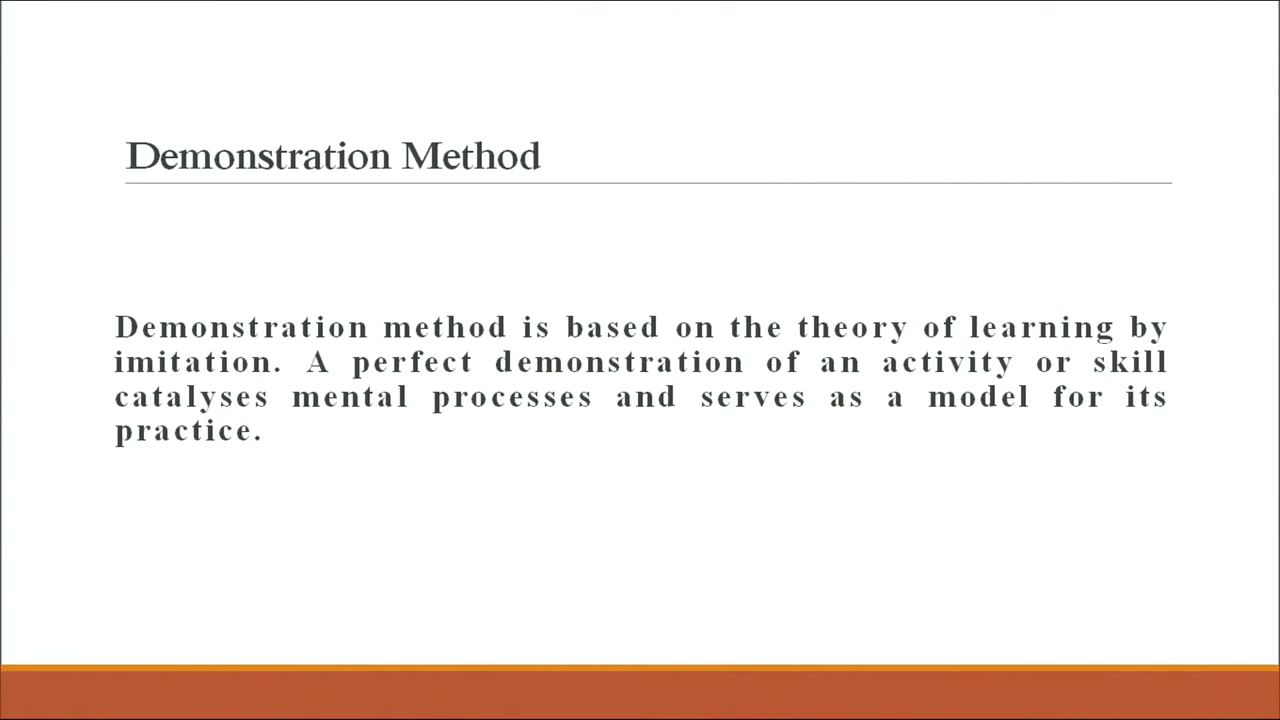 Demonstration Method
Demonstration method is based on the theory of learning by
imitation. A perfect demonstration of an activity or skill
catalyses mental processes and serves as a model for its
practice.